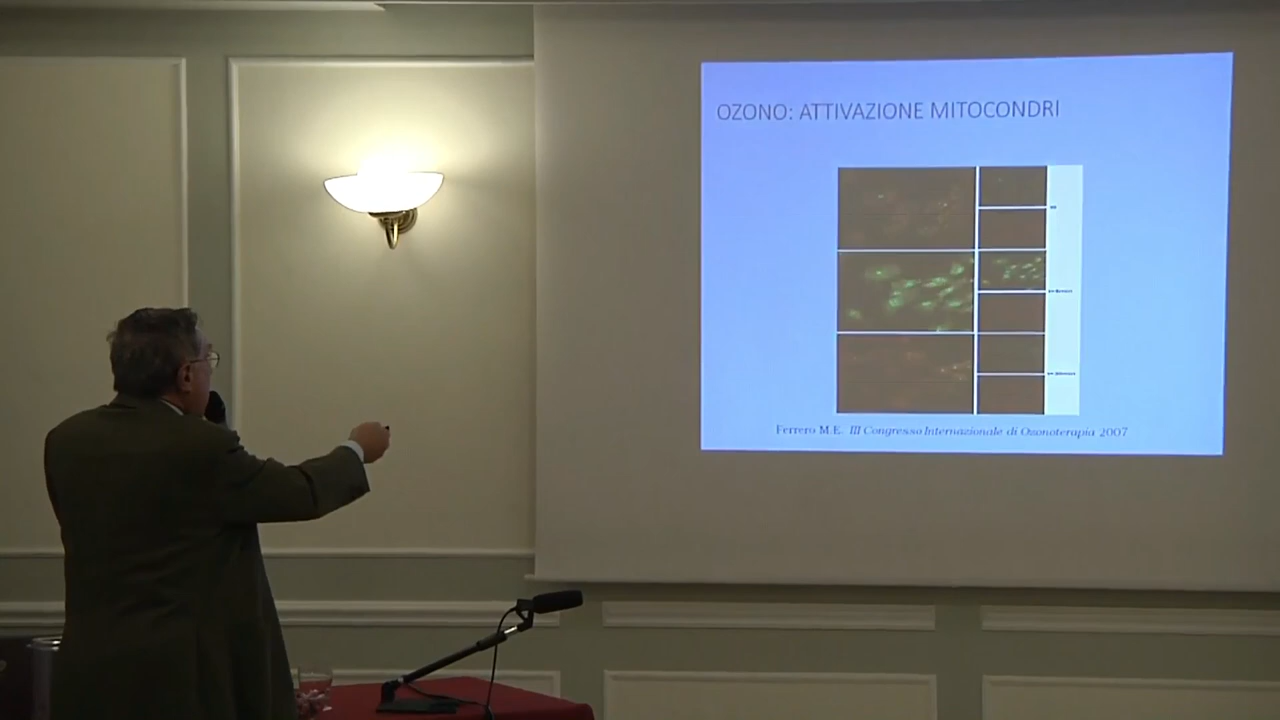 OZONO: ATTIVAZIONE MITOCONDRI
Ferrero M.E. III Congresso Internazionale di Ozonoterapia 2007